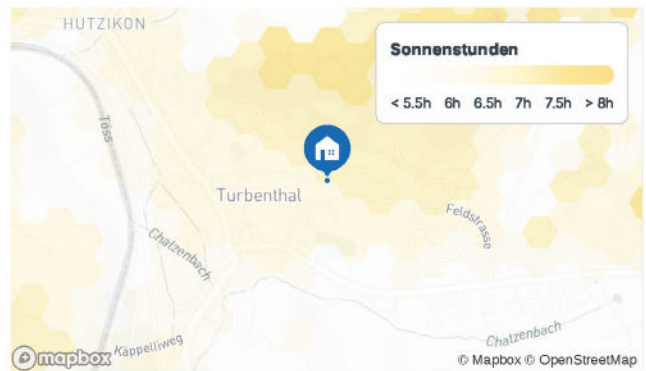 HUTZIKON
Sonnenstunden
< 5.5h 6h 6.5h 7h 7.5h > 8h
Töss
Turbenthal
Feldstrasse
Chatzenbach
Chatzenbach
Käppelliweg
mapbox
© Mapbox © OpenStreetMap